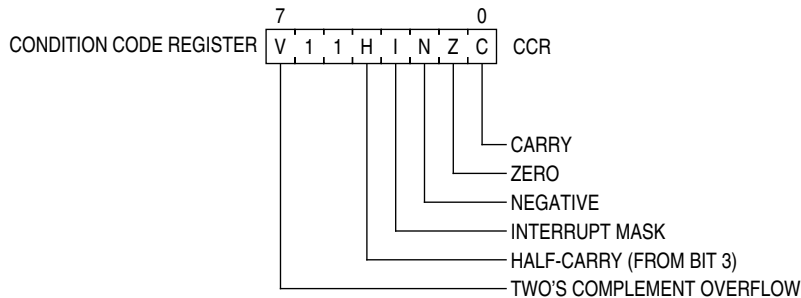 7 0
CONDITION CODE REGISTER V 1 1 H I N Z C CCR
CARRY
ZERO
NEGATIVE
INTERRUPT MASK
HALF-CARRY (FROM BIT 3)
TWO'S COMPLEMENT OVERFLOW